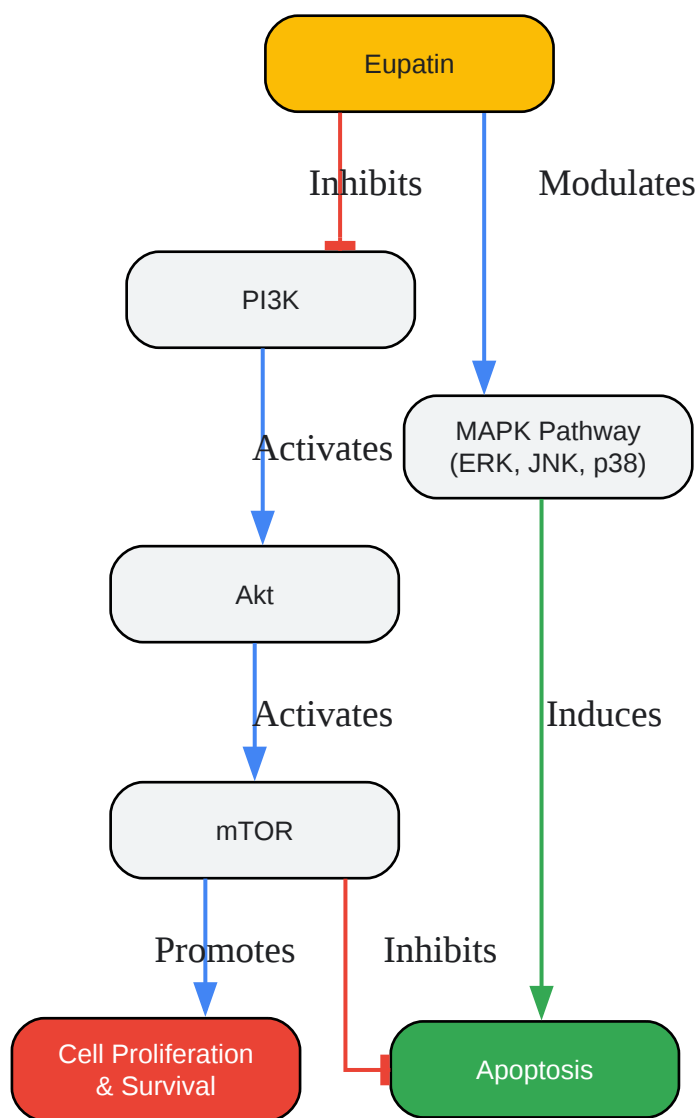 Eupatin
Inhibits
Modulates
PI3K
Activates
MAPK Pathway
(ERK, JNK, p38)
Akt
Activates
Induces
mTOR
Promotes
Inhibits
Cell Proliferation
& Survival
Apoptosis